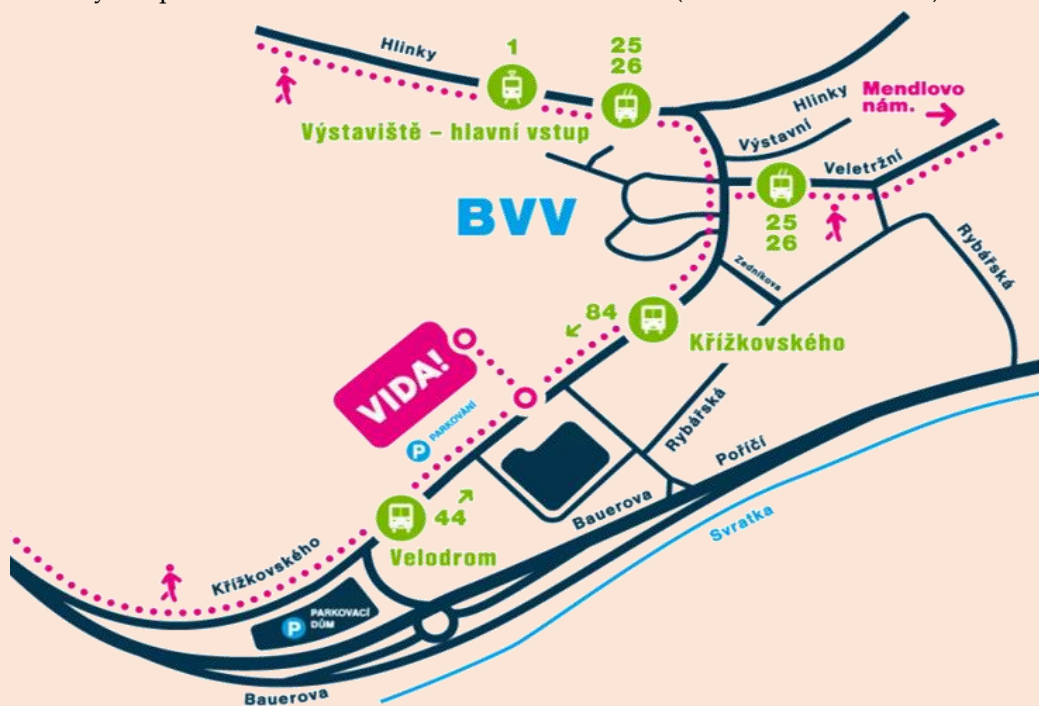 Hlinky
1
25
26
Hlinky
Mendlovo
nám.
Výstaviště – hlavní vstup
Výstavní
Veletržní
BVV
25
26
Rybářská
Zedníkova
84
Křížkovského
VIDA!
P PARKOVÁNÍ
Rybářská
Poříčí
44
Bauerova
Svratka
Velodrom
Křížkovského
P PARKOVACÍ
DŮM
Bauerova